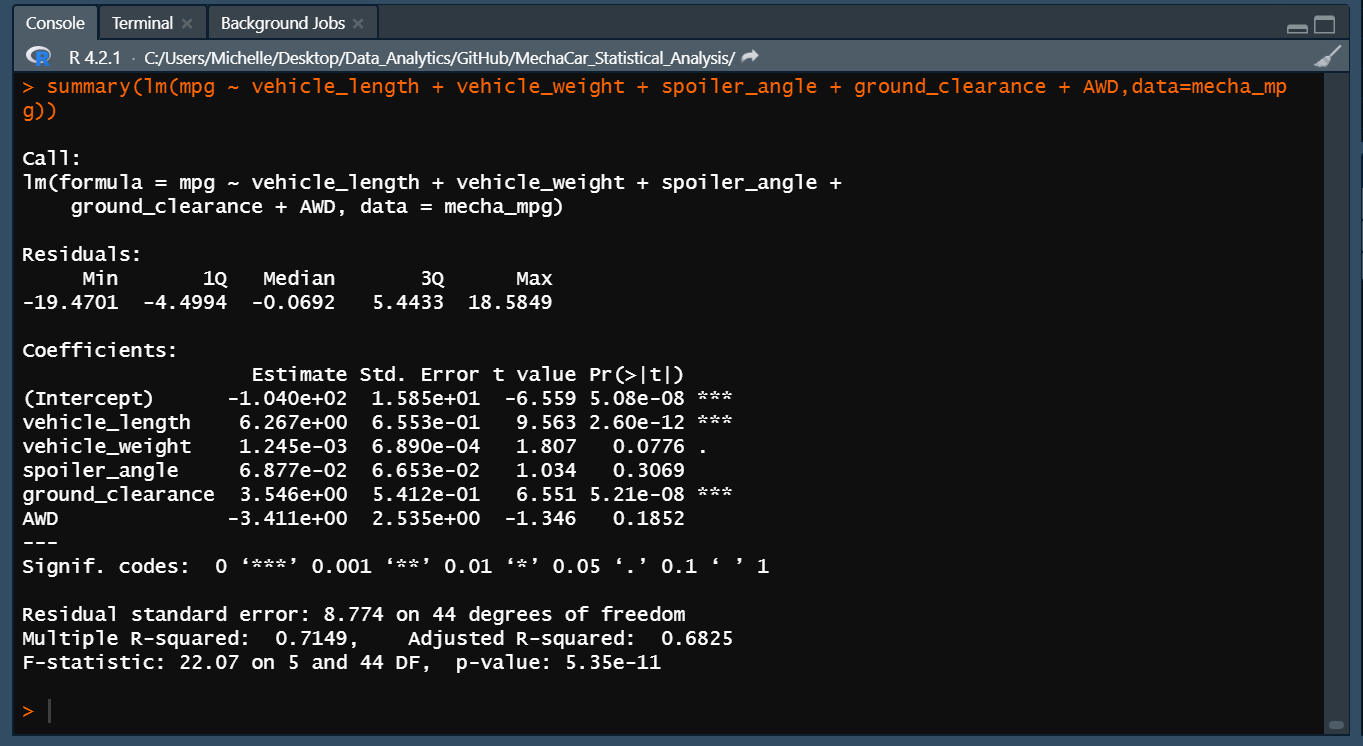 Console Terminal Background Jobs
R 4.2.1 · C:/Users/Michelle/Desktop/Data_Analytics/GitHub/MechaCar_Statistical_Analysis/
> summary(lm(mpg ~ vehicle_length + vehicle_weight + spoiler_angle + ground_clearance + AWD,data=mecha_mp
g))
Call:
lm(formula = mpg ~ vehicle_length + vehicle_weight + spoiler_angle +
    ground_clearance + AWD, data = mecha_mpg)
Residuals:
     Min       1Q   Median       3Q      Max
-19.4701  -4.4994  -0.0692   5.4433  18.5849
Coefficients:
                   Estimate Std. Error t value Pr(>|t|)
(Intercept)      -1.040e+02  1.585e+01  -6.559 5.08e-08 ***
vehicle_length    6.267e+00  6.553e-01   9.563 2.60e-12 ***
vehicle_weight    1.245e-03  6.890e-04   1.807   0.0776 .
spoiler_angle     6.877e-02  6.653e-02   1.034   0.3069
ground_clearance  3.546e+00  5.412e-01   6.551 5.21e-08 ***
AWD              -3.411e+00  2.535e+00  -1.346   0.1852
---
Signif. codes:  0 ‘***’ 0.001 ‘**’ 0.01 ‘*’ 0.05 ‘.’ 0.1 ‘ ’ 1
Residual standard error: 8.774 on 44 degrees of freedom
Multiple R-squared:  0.7149,    Adjusted R-squared:  0.6825
F-statistic: 22.07 on 5 and 44 DF,  p-value: 5.35e-11
>